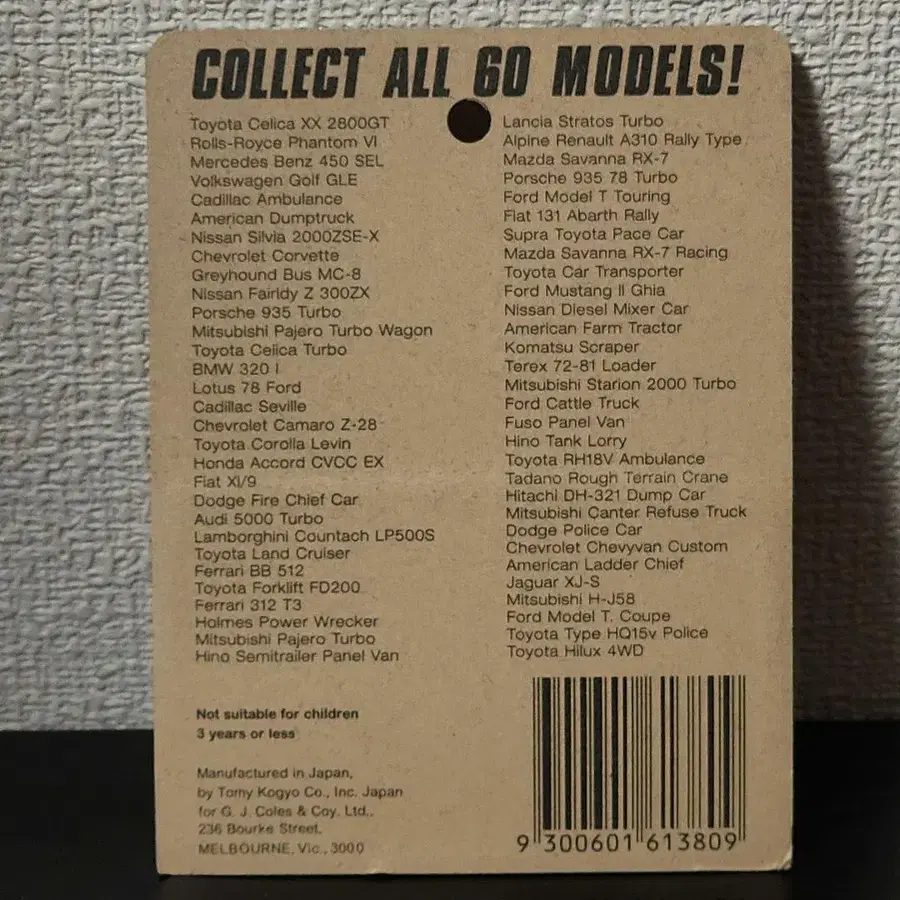 COLLECT ALL 60 MODELS!
Toyota Celica XX 2800GT
Rolls-Royce Phantom VI
Mercedes Benz 450 SEL
Volkswagen Golf GLE
Cadillac Ambulance
American Dumptruck
Nissan Silvia 2000ZSE-X
Chevrolet Corvette
Greyhound Bus MC-8
Nissan Fairldy Z 300ZX
Porsche 935 Turbo
Mitsubishi Pajero Turbo Wagon
Toyota Celica Turbo
BMW 320 I
Lotus 78 Ford
Cadillac Seville
Chevrolet Camaro Z-28
Toyota Corolla Levin
Honda Accord CVCC EX
Fiat XI/9
Dodge Fire Chief Car
Audi 5000 Turbo
Lamborghini Countach LP500S
Toyota Land Cruiser
Ferrari BB 512
Toyota Forklift FD200
Ferrari 312 T3
Holmes Power Wrecker
Mitsubishi Pajero Turbo
Hino Semitrailer Panel Van
Lancia Stratos Turbo
Alpine Renault A310 Rally Type
Mazda Savanna RX-7
Porsche 935 78 Turbo
Ford Model T Touring
Fiat 131 Abarth Rally
Supra Toyota Pace Car
Mazda Savanna RX-7 Racing
Toyota Car Transporter
Ford Mustang II Ghia
Nissan Diesel Mixer Car
American Farm Tractor
Komatsu Scraper
Terex 72-81 Loader
Mitsubishi Starion 2000 Turbo
Ford Cattle Truck
Fuso Panel Van
Hino Tank Lorry
Toyota RH18V Ambulance
Tadano Rough Terrain Crane
Hitachi DH-321 Dump Car
Mitsubishi Canter Refuse Truck
Dodge Police Car
Chevrolet Chevyvan Custom
American Ladder Chief
Jaguar XJ-S
Mitsubishi H-J58
Ford Model T. Coupe
Toyota Type HQ15v Police
Toyota Hilux 4WD
Not suitable for children
3 years or less
Manufactured in Japan,
by Tomy Kogyo Co., Inc. Japan
for G. J. Coles & Coy. Ltd.,
236 Bourke Street,
MELBOURNE, Vic., 3000
9 300601 613809